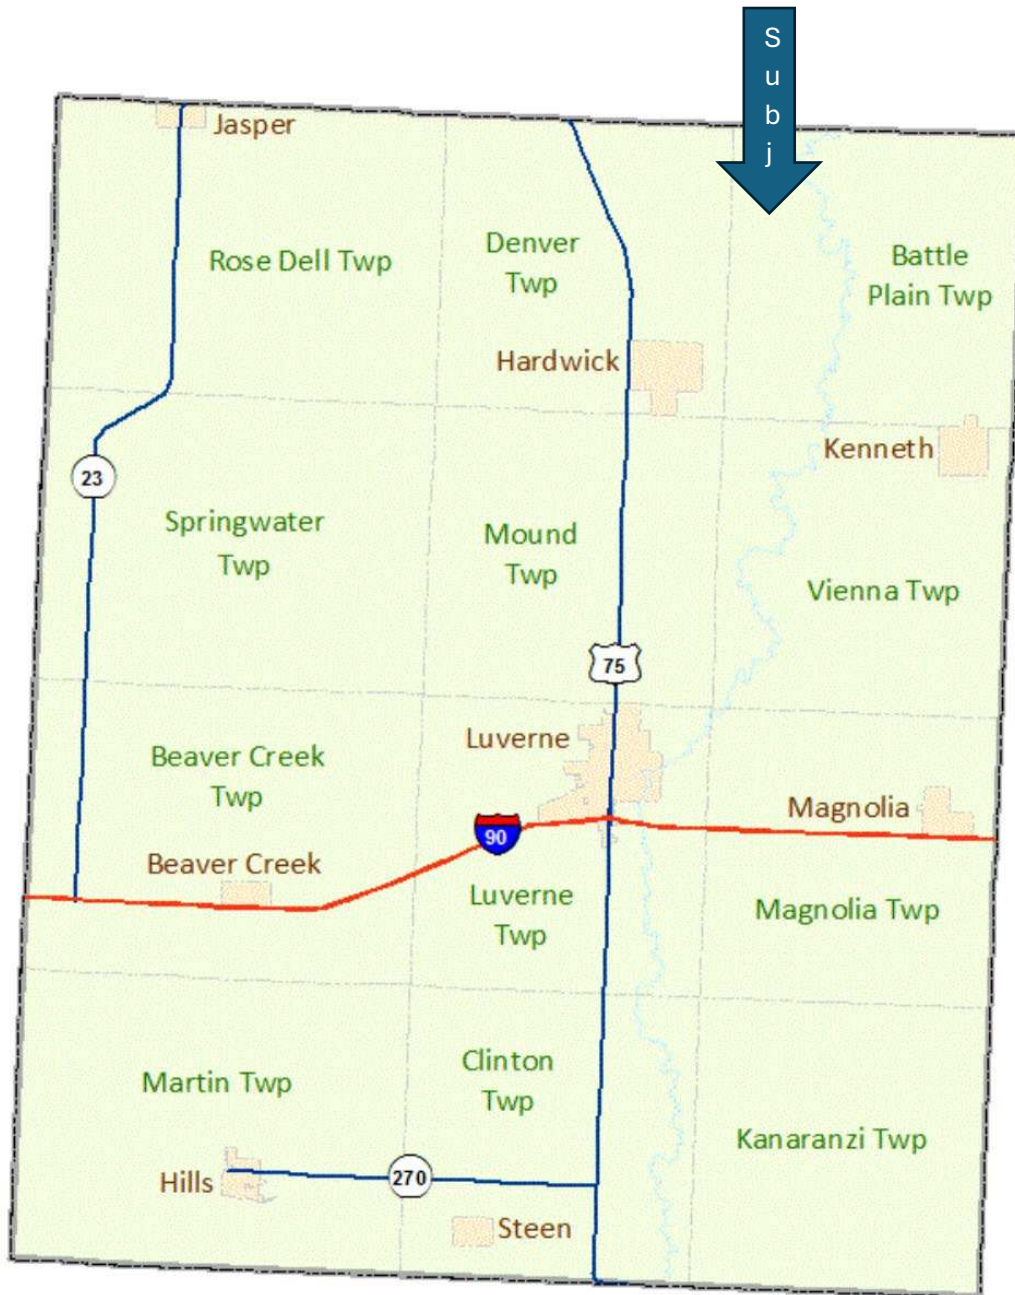 S
u
b
j
Jasper
Rose Dell Twp
Denver
Twp
Battle
Plain Twp
Hardwick
Kenneth
23
Springwater
Twp
Mound
Twp
Vienna Twp
75
Luverne
Beaver Creek
Twp
Magnolia
90
Beaver Creek
Luverne
Twp
Magnolia Twp
Martin Twp
Clinton
Twp
Kanaranzi Twp
Hills
270
Steen